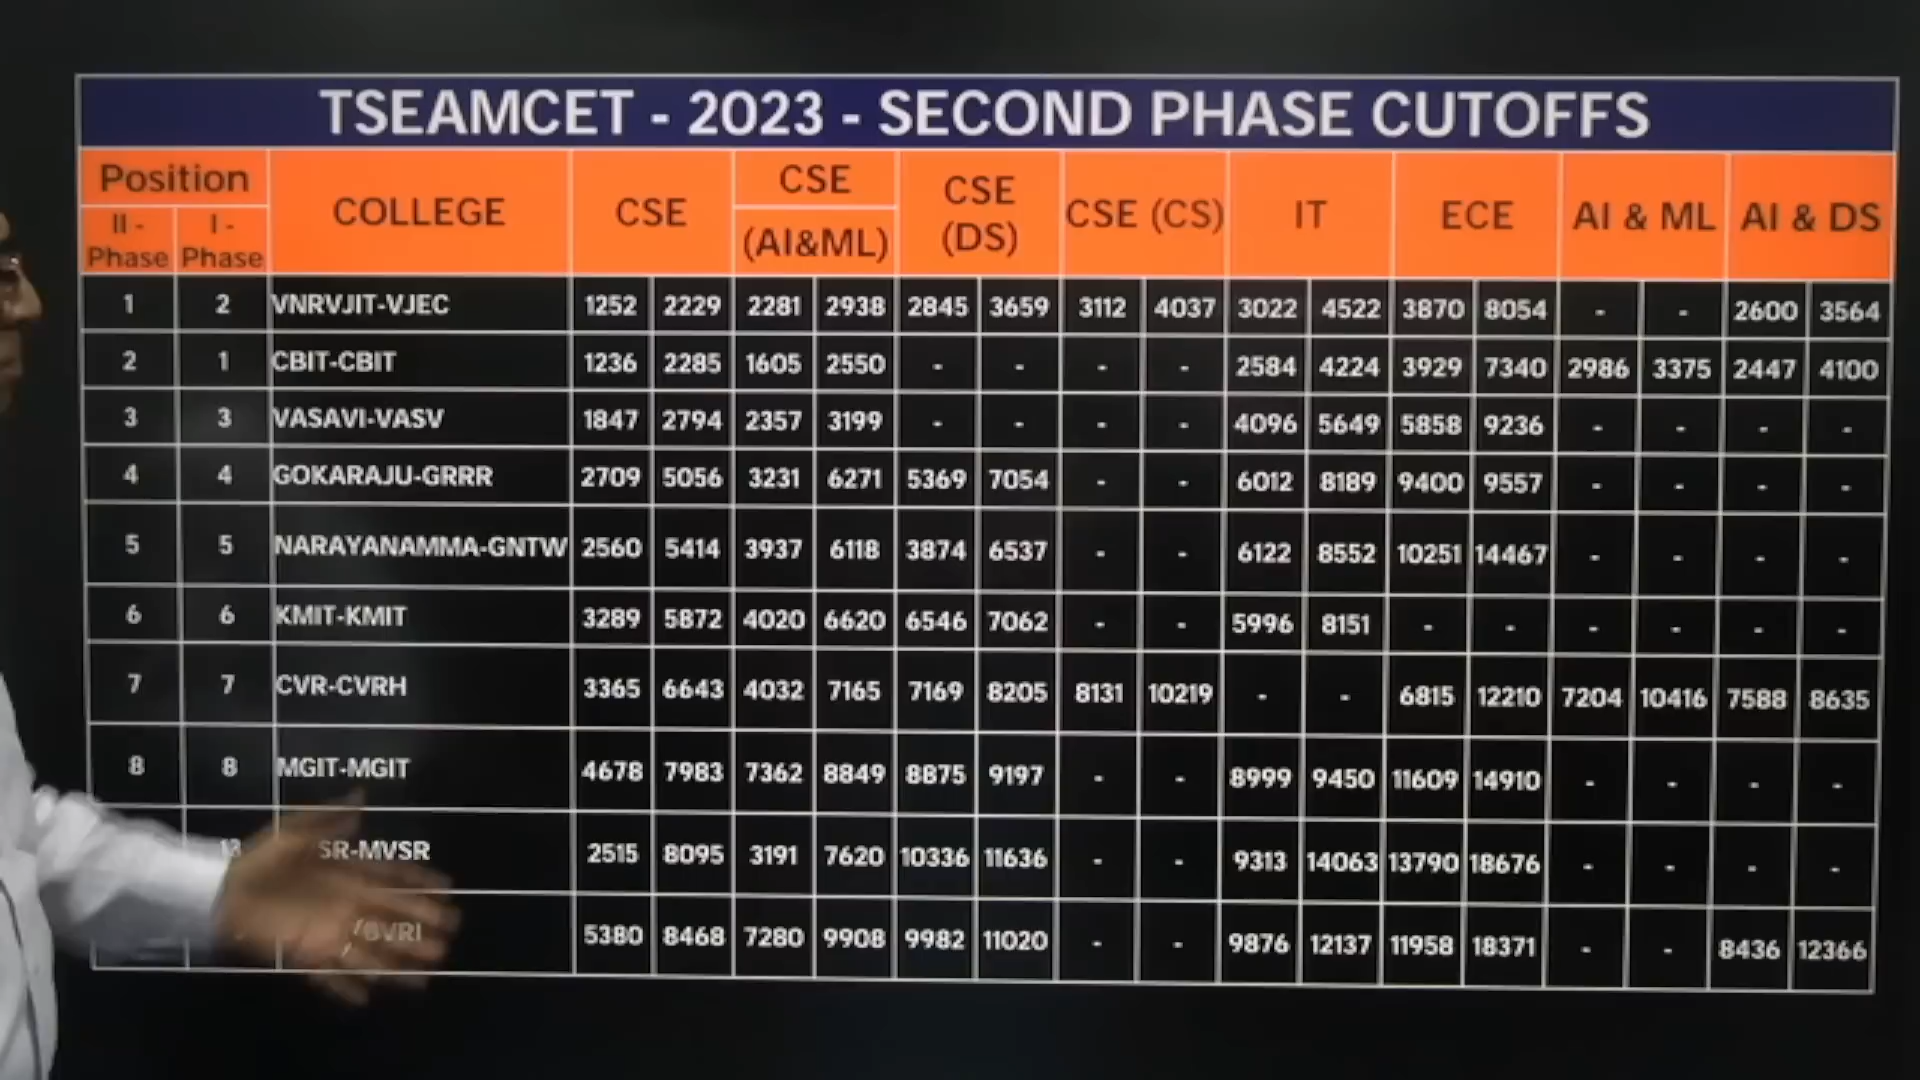 TSEAMCET - 2023 - SECOND PHASE CUTOFFS
Position COLLEGE CSE CSE (AI&ML) CSE (DS) CSE (CS) IT ECE AI & ML AI & DS
II - Phase I - Phase
1 2 VNRVJIT-VJEC 1252 2229 2281 2938 2845 3659 3112 4037 3022 4522 3870 8054 - - 2600 3564
2 1 CBIT-CBIT 1236 2285 1605 2550 - - - - 2584 4224 3929 7340 2986 3375 2447 4100
3 3 VASAVI-VASV 1847 2794 2357 3199 - - - - 4096 5649 5858 9236 - - - -
4 4 GOKARAJU-GRRR 2709 5056 3231 6271 5369 7054 - - 6012 8189 9400 9557 - - - -
5 5 NARAYANAMMA-GNTW 2560 5414 3937 6118 3874 6537 - - 6122 8552 10251 14467 - - - -
6 6 KMIT-KMIT 3289 5872 4020 6620 6546 7062 - - 5996 8151 - - - - - -
7 7 CVR-CVRH 3365 6643 4032 7165 7169 8205 8131 10219 - - 6815 12210 7204 10416 7588 8635
8 8 MGIT-MGIT 4678 7983 7362 8849 8875 9197 - - 8999 9450 11609 14910 - - - -
SR-MVSR 2515 8095 3191 7620 10336 11636 - - 9313 14063 13790 18676 - - - -
5380 8468 7280 9908 9982 11020 - - 9876 12137 11958 18371 - - 8436 12366